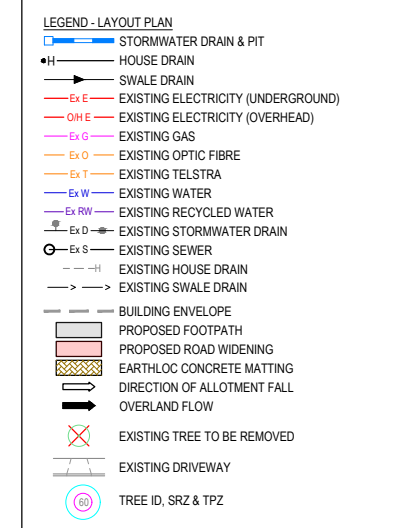 LEGEND - LAYOUT PLAN
STORMWATER DRAIN & PIT
H HOUSE DRAIN
SWALE DRAIN
Ex E EXISTING ELECTRICITY (UNDERGROUND)
O/H E EXISTING ELECTRICITY (OVERHEAD)
Ex G EXISTING GAS
Ex O EXISTING OPTIC FIBRE
Ex T EXISTING TELSTRA
Ex W EXISTING WATER
Ex RW EXISTING RECYCLED WATER
Ex D EXISTING STORMWATER DRAIN
Ex S EXISTING SEWER
H EXISTING HOUSE DRAIN
EXISTING SWALE DRAIN
BUILDING ENVELOPE
PROPOSED FOOTPATH
PROPOSED ROAD WIDENING
EARTHLOC CONCRETE MATTING
DIRECTION OF ALLOTMENT FALL
OVERLAND FLOW
EXISTING TREE TO BE REMOVED
EXISTING DRIVEWAY
60 TREE ID, SRZ & TPZ